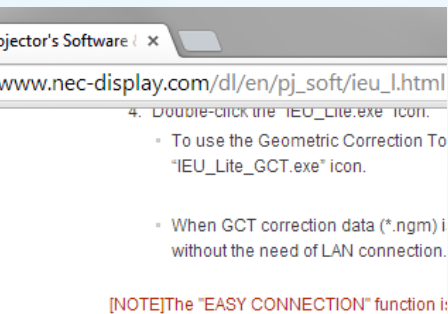 ojector's Software &
www.nec-display.com/dl/en/pj_soft/ieu_l.html
4. Double-click the "IEU_Lite.exe" icon.
To use the Geometric Correction To
“IEU_Lite_GCT.exe” icon.
When GCT correction data (*.ngm) i
without the need of LAN connection.
[NOTE]The "EASY CONNECTION" function is